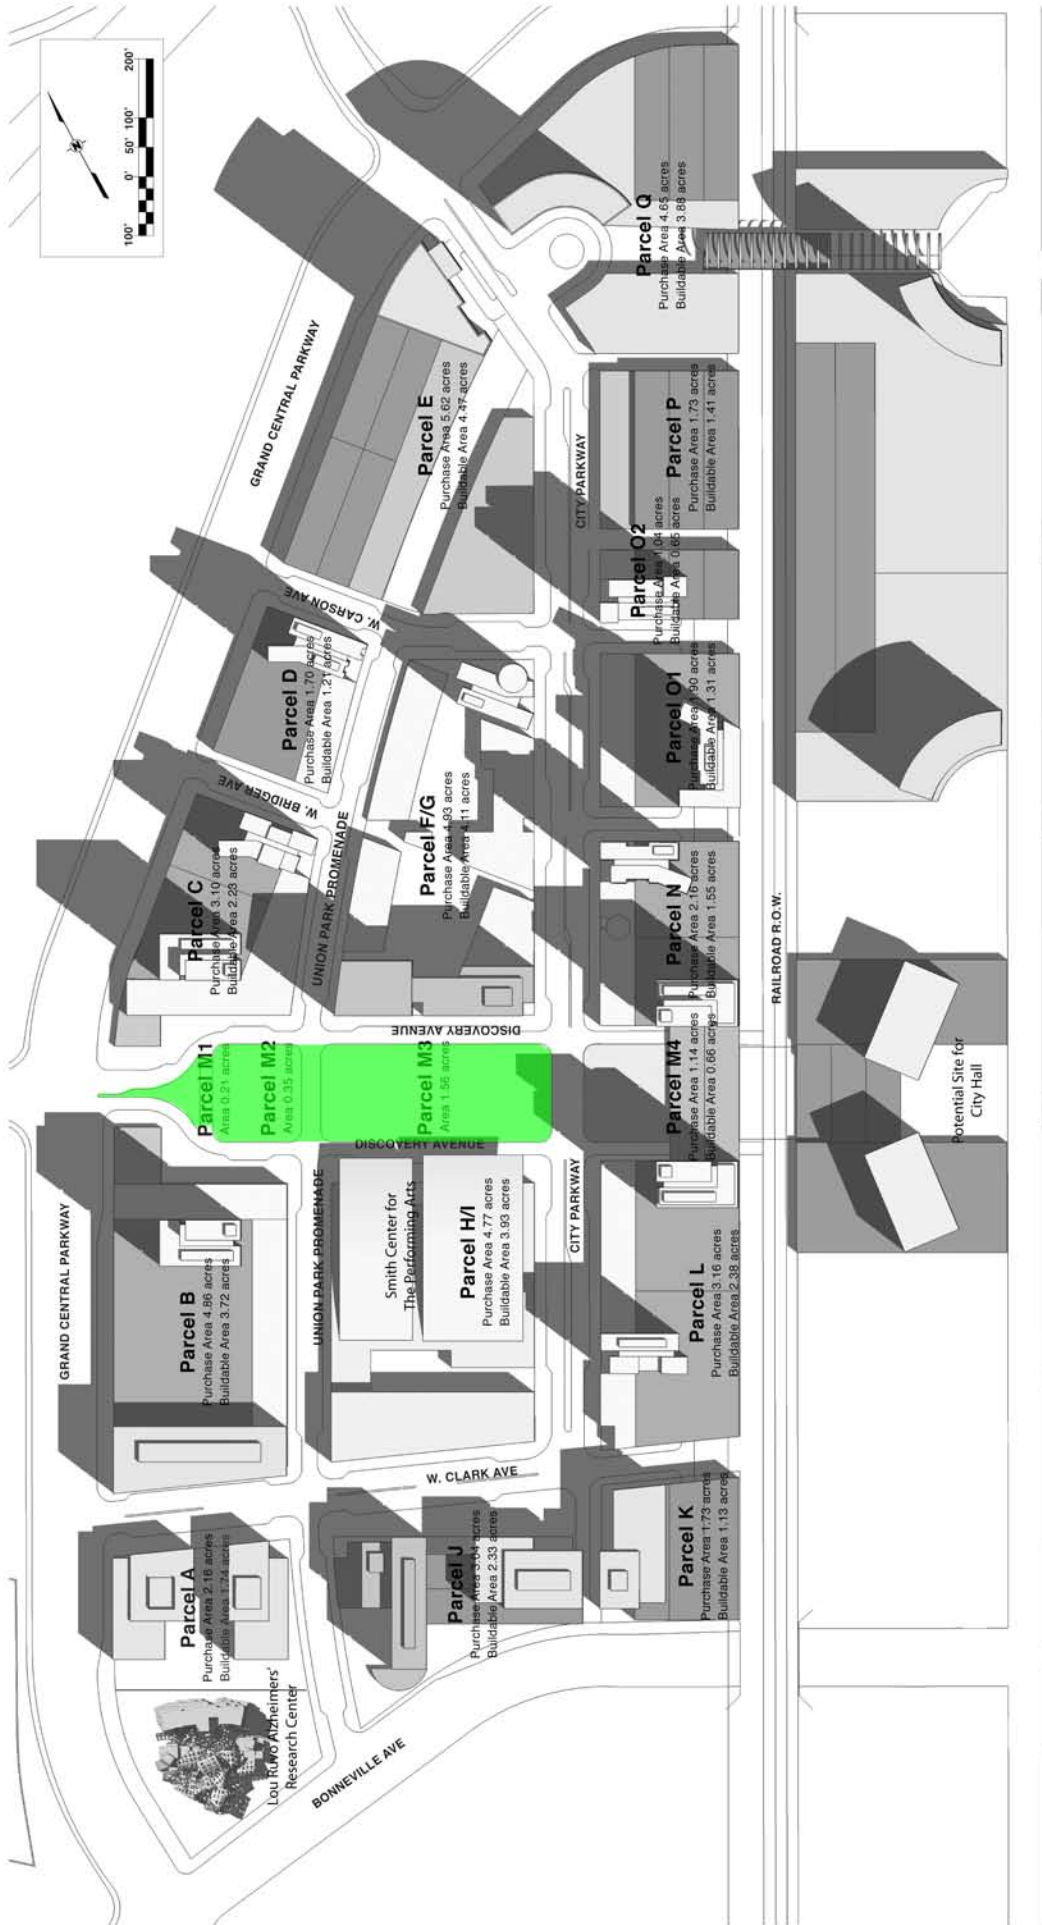 200'
100'
50'
0'
100'
N
GRAND CENTRAL PARKWAY
Parcel Q
Purchase Area 4.65 acres
Buildable Area 3.88 acres
Parcel E
Purchase Area 5.62 acres
Buildable Area 4.47 acres
Parcel P
Purchase Area 1.73 acres
Buildable Area 1.41 acres
CITY PARKWAY
Parcel O2
Purchase Area 1.04 acres
Buildable Area 0.65 acres
W. CARSON AVE
Parcel D
Purchase Area 1.70 acres
Buildable Area 1.21 acres
Parcel O1
Purchase Area 1.90 acres
Buildable Area 1.31 acres
W. BRIDGER AVE
UNION PARK PROMENADE
Parcel F/G
Purchase Area 4.93 acres
Buildable Area 4.11 acres
Parcel C
Purchase Area 3.10 acres
Buildable Area 2.23 acres
Parcel N
Purchase Area 2.16 acres
Buildable Area 1.55 acres
RAILROAD R.O.W.
DISCOVERY AVENUE
Parcel M1
Area 0.21 acres
Parcel M2
Area 0.35 acres
Parcel M3
Area 1.56 acres
Parcel M4
Purchase Area 1.14 acres
Buildable Area 0.66 acres
Potential Site for
City Hall
DISCOVERY AVENUE
GRAND CENTRAL PARKWAY
UNION PARK PROMENADE
CITY PARKWAY
Parcel B
Purchase Area 4.86 acres
Buildable Area 3.72 acres
Smith Center for
The Performing Arts
Parcel H/I
Purchase Area 4.77 acres
Buildable Area 3.93 acres
Parcel L
Purchase Area 3.16 acres
Buildable Area 2.38 acres
W. CLARK AVE
Parcel A
Purchase Area 2.16 acres
Buildable Area 1.74 acres
Parcel J
Purchase Area 3.04 acres
Buildable Area 2.33 acres
Parcel K
Purchase Area 1.73 acres
Buildable Area 1.13 acres
Lou Ruvo Alzheimers'
Research Center
BONNEVILLE AVE